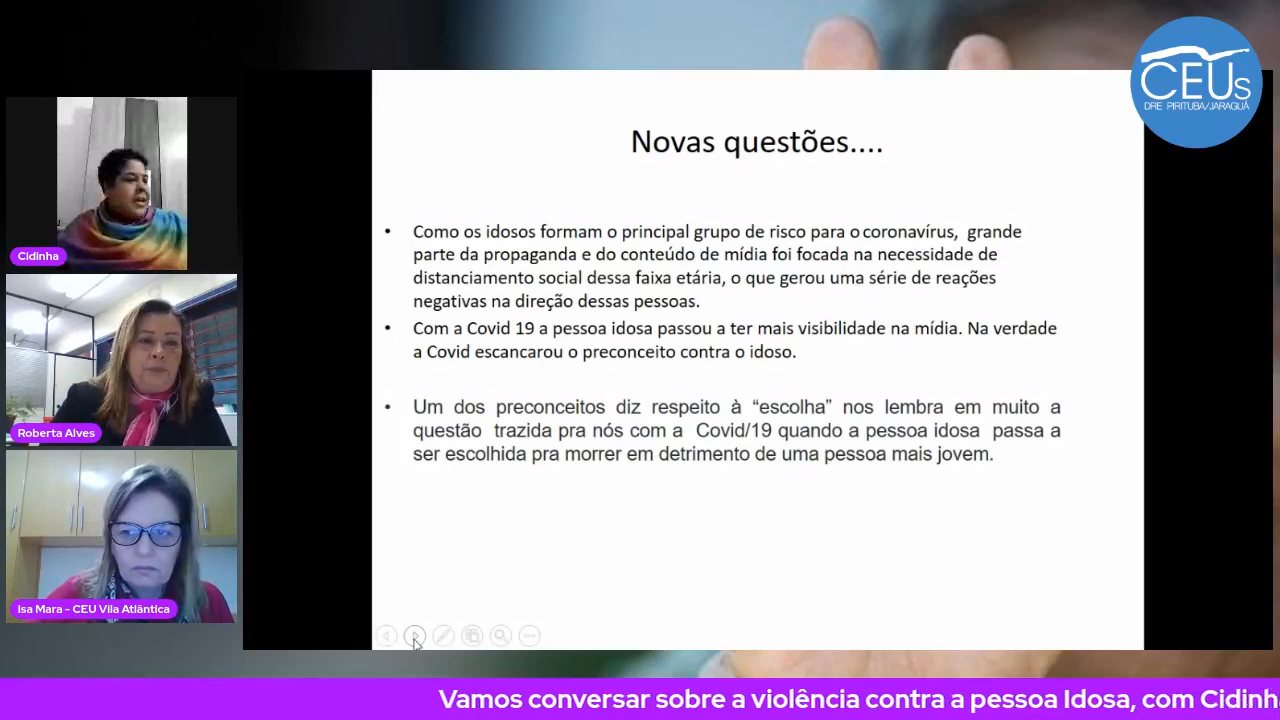 CEUs
DRE PIRITUBA/JARAGUÁ
Novas questões....
• Como os idosos formam o principal grupo de risco para o coronavírus, grande
parte da propaganda e do conteúdo de mídia foi focada na necessidade de
distanciamento social dessa faixa etária, o que gerou uma série de reações
negativas na direção dessas pessoas.
• Com a Covid 19 a pessoa idosa passou a ter mais visibilidade na mídia. Na verdade
a Covid escancarou o preconceito contra o idoso.
• Um dos preconceitos diz respeito à “escolha” nos lembra em muito a
questão trazida pra nós com a Covid/19 quando a pessoa idosa passa a
ser escolhida pra morrer em detrimento de uma pessoa mais jovem.
Cidinha
Roberta Alves
Isa Mara - CEU Vila Atlântica
Vamos conversar sobre a violência contra a pessoa Idosa, com Cidinh